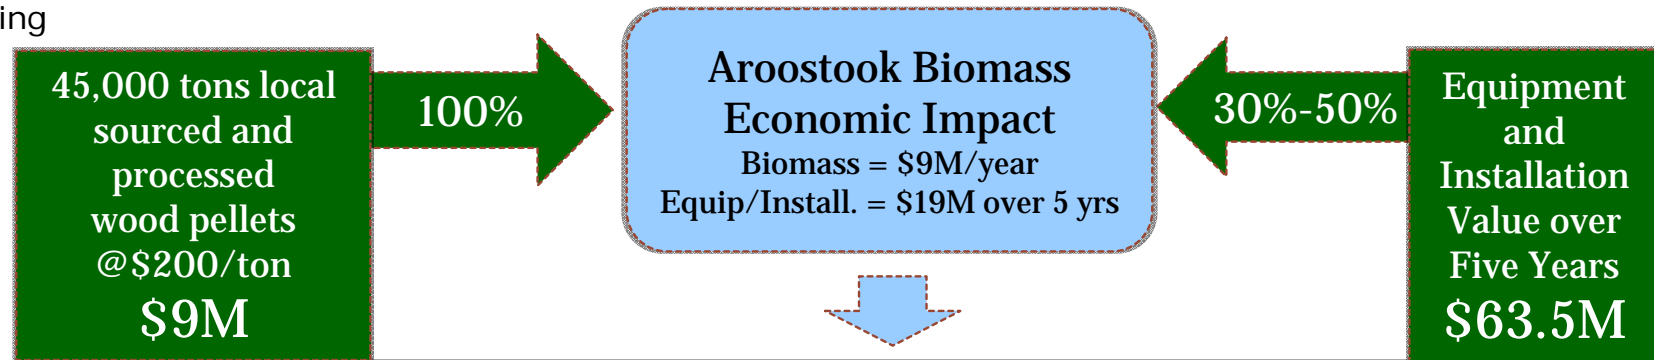 ing
45,000 tons local
sourced and
processed
wood pellets
@$200/ton
$9M
100%
Aroostook Biomass
Economic Impact
Biomass = $9M/year
Equip/Install. = $19M over 5 yrs
30%-50%
Equipment
and
Installation
Value over
Five Years
$63.5M